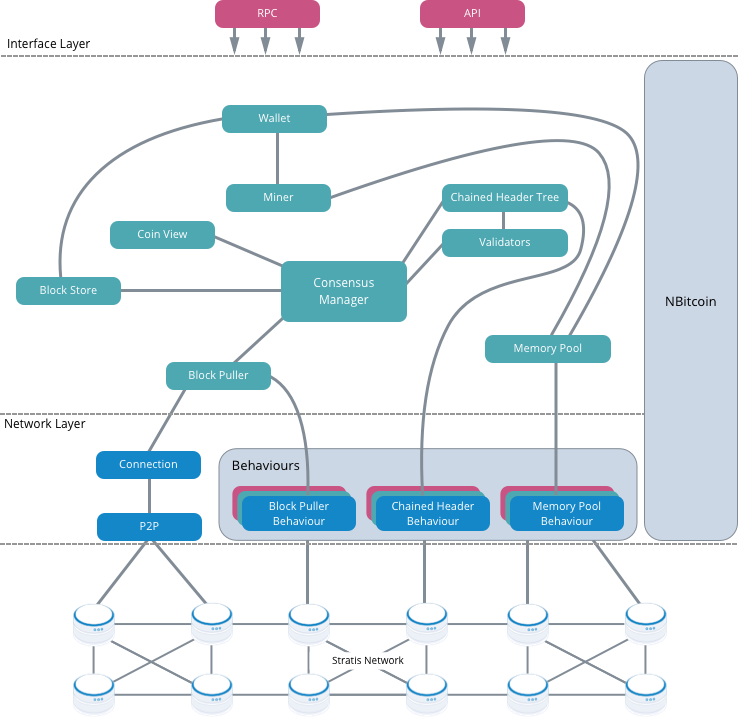 RPC
API
Interface Layer
Wallet
Miner
Chained Header Tree
Coin View
Validators
Consensus
Manager
Block Store
NBitcoin
Memory Pool
Block Puller
Network Layer
Connection
Behaviours
Block Puller
Behaviour
Chained Header
Behaviour
Memory Pool
Behaviour
P2P
Stratis Network